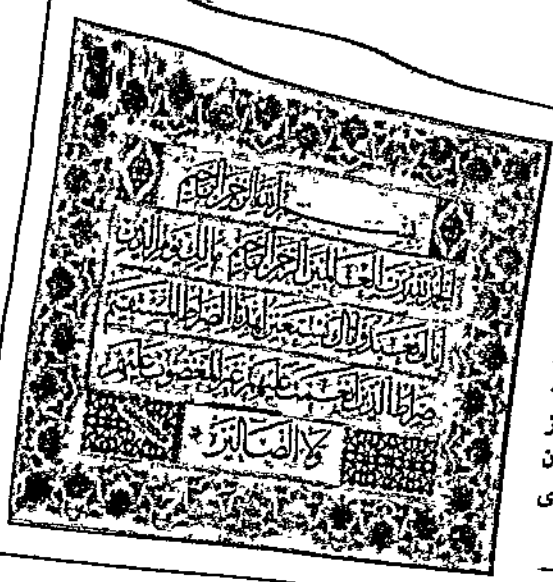 بسم الله الرحمن الرحيم
الحمد لله رب العالمين الرحمن الرحيم مالك يوم الدين
إياك نعبد وإياك نستعين اهدنا الصراط المستقيم
صراط الذين أنعمت عليهم غير المغضوب عليهم
ولا الضالين
ى